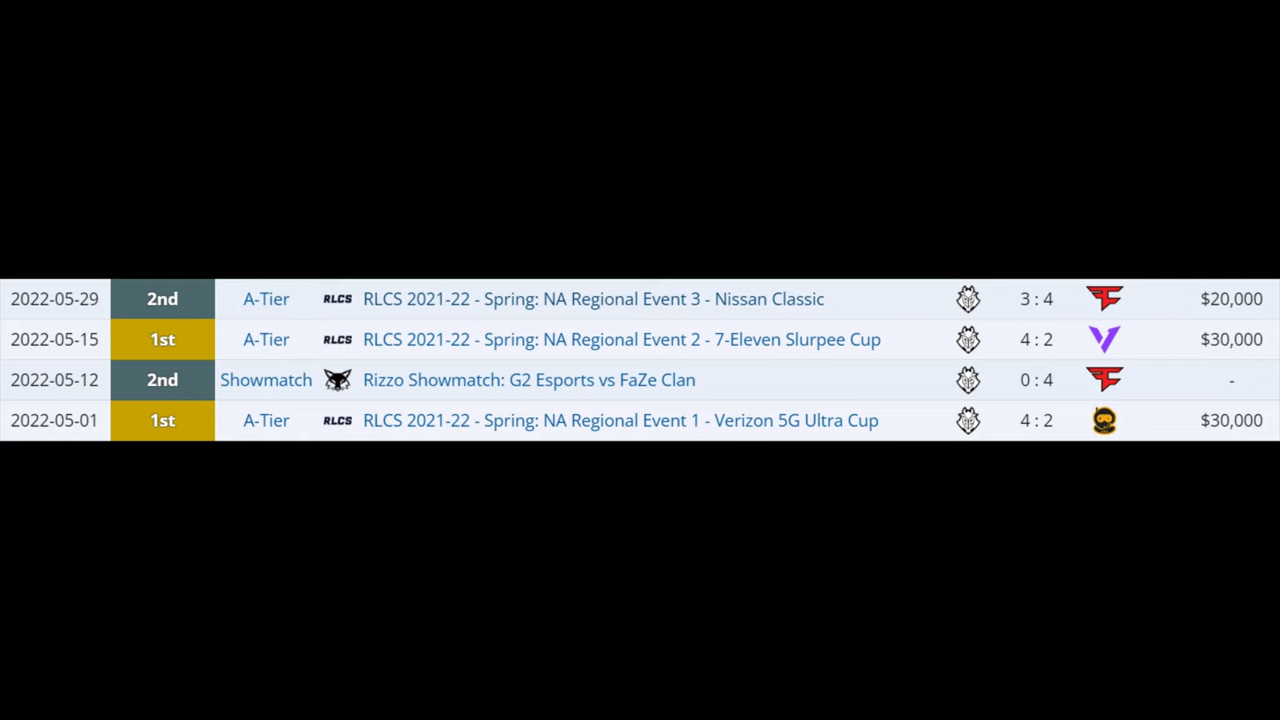 2022-05-29 2nd A-Tier RLCS RLCS 2021-22 - Spring: NA Regional Event 3 - Nissan Classic 3 : 4 $20,000
2022-05-15 1st A-Tier RLCS RLCS 2021-22 - Spring: NA Regional Event 2 - 7-Eleven Slurpee Cup 4 : 2 $30,000
2022-05-12 2nd Showmatch Rizzo Showmatch: G2 Esports vs FaZe Clan 0 : 4 -
2022-05-01 1st A-Tier RLCS RLCS 2021-22 - Spring: NA Regional Event 1 - Verizon 5G Ultra Cup 4 : 2 $30,000